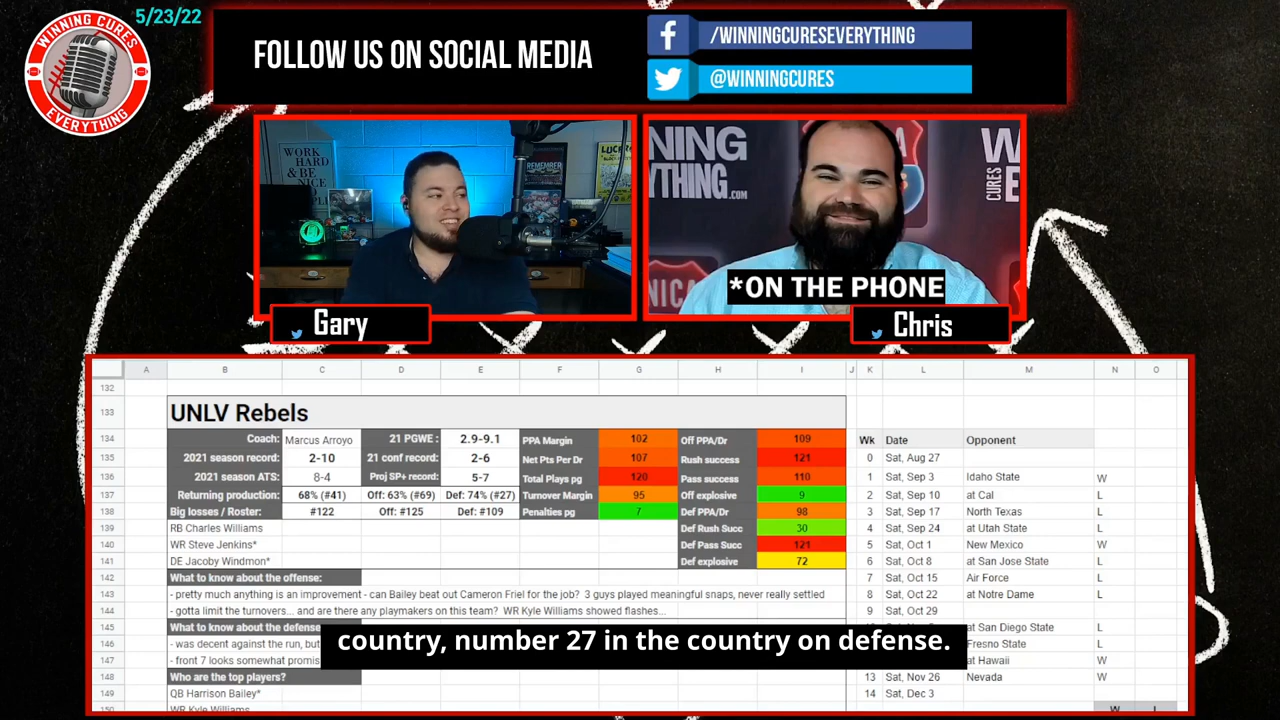 5/23/22
WINNING CURES
EVERYTHING
FOLLOW US ON SOCIAL MEDIA
/WINNINGCURESEVERYTHING
@WINNINGCURES
WORK
HARD
& BE
NICE
REMEMBER
NING
YTHING.COM
W
CURES
E
NICA
*ON THE PHONE
Gary
Chris
A B C D E F G H I J K L M N O
132
133 UNLV Rebels
134 Coach: Marcus Arroyo 21 PGWE : 2.9-9.1 PPA Margin 102 Off PPA/Dr 109 Wk Date Opponent
135 2021 season record: 2-10 21 conf record: 2-6 Net Pts Per Dr 107 Rush success 121 0 Sat, Aug 27
136 2021 season ATS: 8-4 Proj SP+ record: 5-7 Total Plays pg 120 Pass success 110 1 Sat, Sep 3 Idaho State W
137 Returning production: 68% (#41) Off: 63% (#69) Def: 74% (#27) Turnover Margin 95 Off explosive 9 2 Sat, Sep 10 at Cal L
138 Big losses / Roster: #122 Off: #125 Def: #109 Penalties pg 7 Def PPA/Dr 98 3 Sat, Sep 17 North Texas L
139 RB Charles Williams Def Rush Succ 30 4 Sat, Sep 24 at Utah State L
140 WR Steve Jenkins* Def Pass Succ 121 5 Sat, Oct 1 New Mexico W
141 DE Jacoby Windmon* Def explosive 72 6 Sat, Oct 8 at San Jose State L
142 What to know about the offense: 7 Sat, Oct 15 Air Force L
143 - pretty much anything is an improvement - can Bailey beat out Cameron Friel for the job? 3 guys played meaningful snaps, never really settled 8 Sat, Oct 22 at Notre Dame L
144 - gotta limit the turnovers... and are there any playmakers on this team? WR Kyle Williams showed flashes... 9 Sat, Oct 29
145 What to know about the defense at San Diego State L
146 - was decent against the run, but Fresno State L
147 - front 7 looks somewhat promis at Hawaii W
148 Who are the top players? 13 Sat, Nov 26 Nevada W
149 QB Harrison Bailey* 14 Sat, Dec 3
150 WR Kyle Williams W L
country, number 27 in the country on defense.